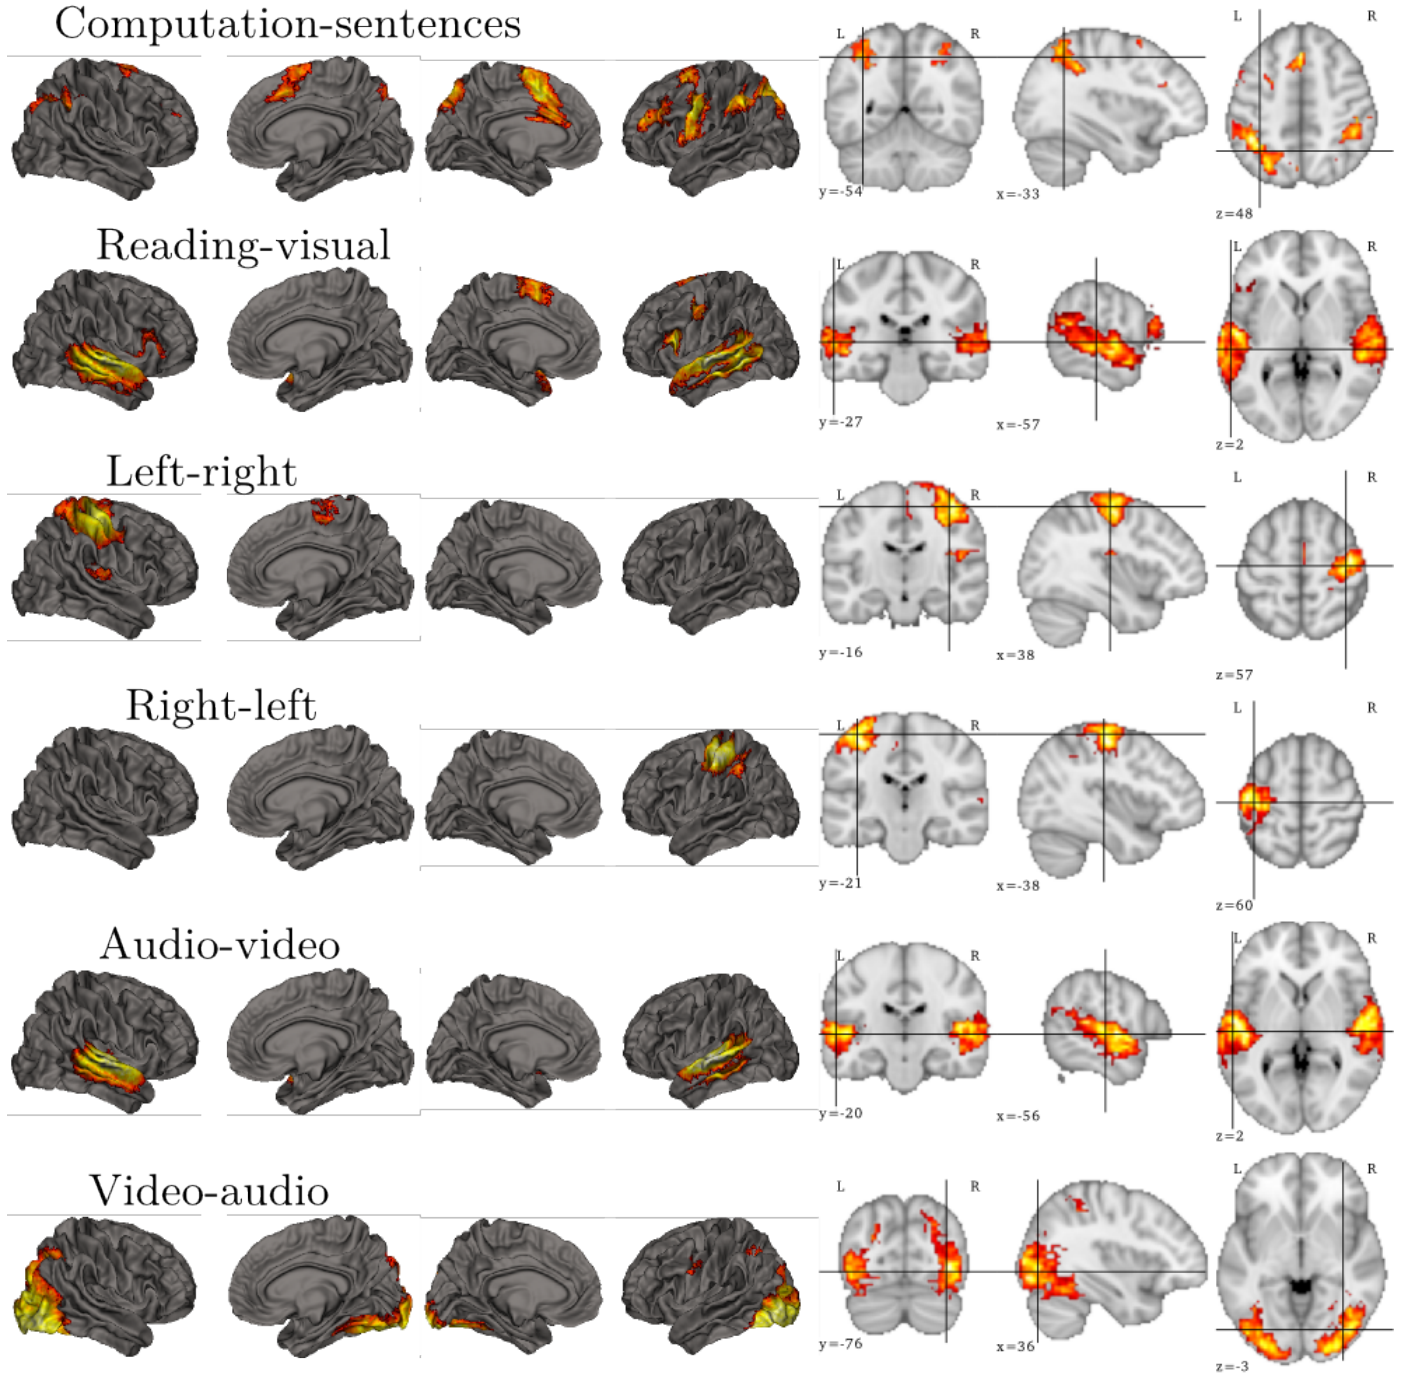 Computation-sentences
L R
L R
y=-54
x=-33
z=48
Reading-visual
L R
L R
y=-27
x=-57
z=2
Left-right
L R
L R
y=-16
x=38
z=57
Right-left
L R
L R
y=-21
x=-38
z=60
Audio-video
L R
L R
y=-20
x=-56
z=2
Video-audio
L R
L R
y=-76
x=36
z=-3